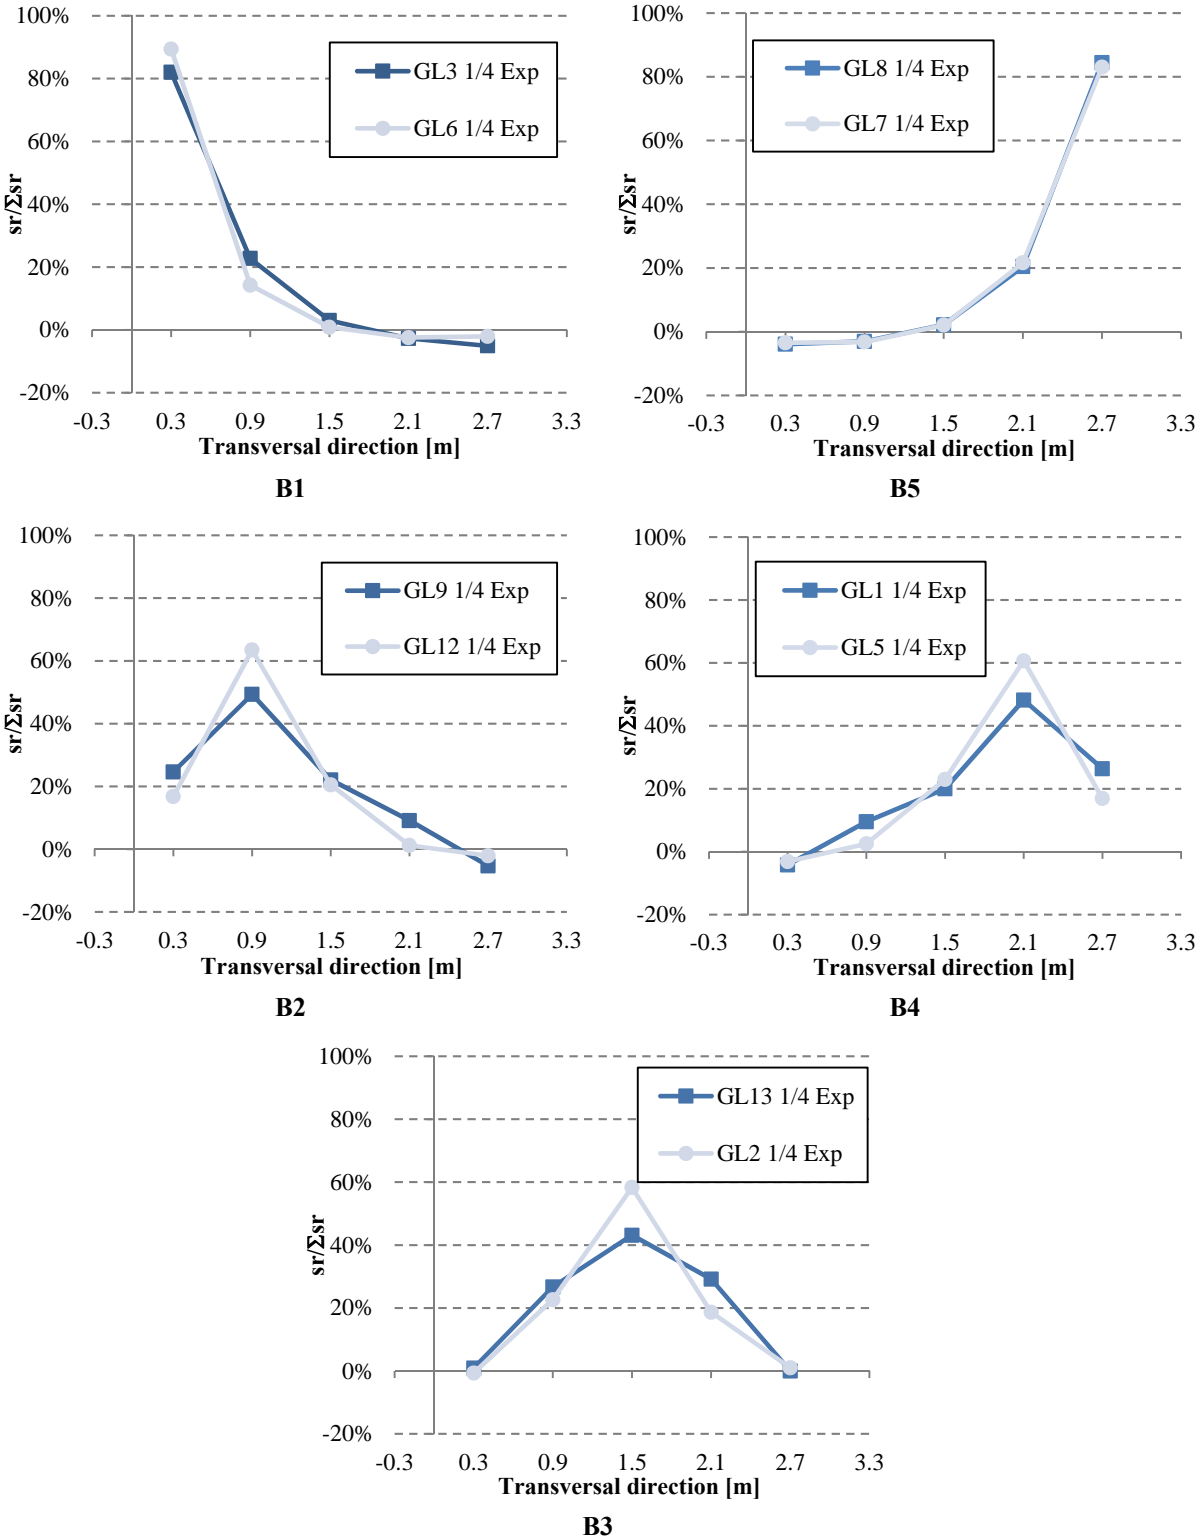 100%
80%
60%
40%
20%
0%
-20%
sr/Σsr
GL3 1/4 Exp
GL6 1/4 Exp
-0.3 0.3 0.9 1.5 2.1 2.7 3.3
Transversal direction [m]
B1
100%
80%
60%
40%
20%
0%
-20%
sr/Σsr
GL8 1/4 Exp
GL7 1/4 Exp
-0.3 0.3 0.9 1.5 2.1 2.7 3.3
Transversal direction [m]
B5
100%
80%
60%
40%
20%
0%
-20%
sr/Σsr
GL9 1/4 Exp
GL12 1/4 Exp
-0.3 0.3 0.9 1.5 2.1 2.7 3.3
Transversal direction [m]
B2
100%
80%
60%
40%
20%
0%
-20%
sr/Σsr
GL1 1/4 Exp
GL5 1/4 Exp
-0.3 0.3 0.9 1.5 2.1 2.7 3.3
Transversal direction [m]
B4
100%
80%
60%
40%
20%
0%
-20%
sr/Σsr
GL13 1/4 Exp
GL2 1/4 Exp
-0.3 0.3 0.9 1.5 2.1 2.7 3.3
Transversal direction [m]
B3